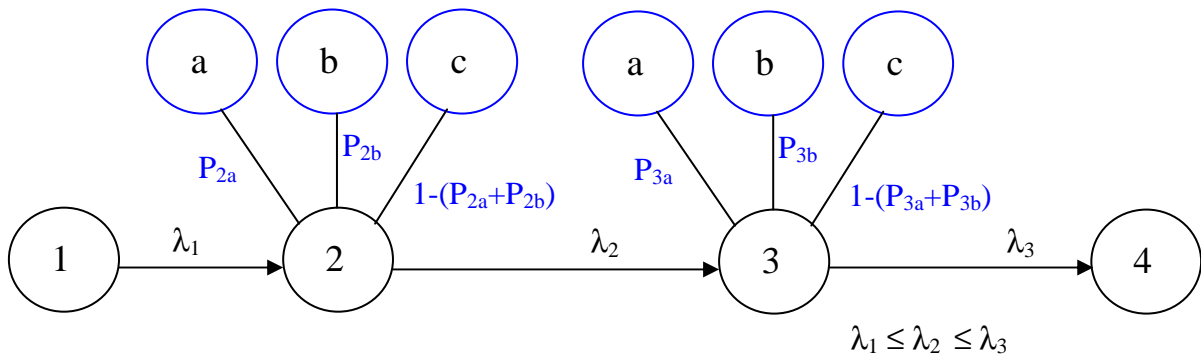 a b c a b c
P2a P2b 1-(P2a+P2b) P3a P3b 1-(P3a+P3b)
1 λ1 2 λ2 3 λ3 4
λ1 ≤ λ2 ≤ λ3